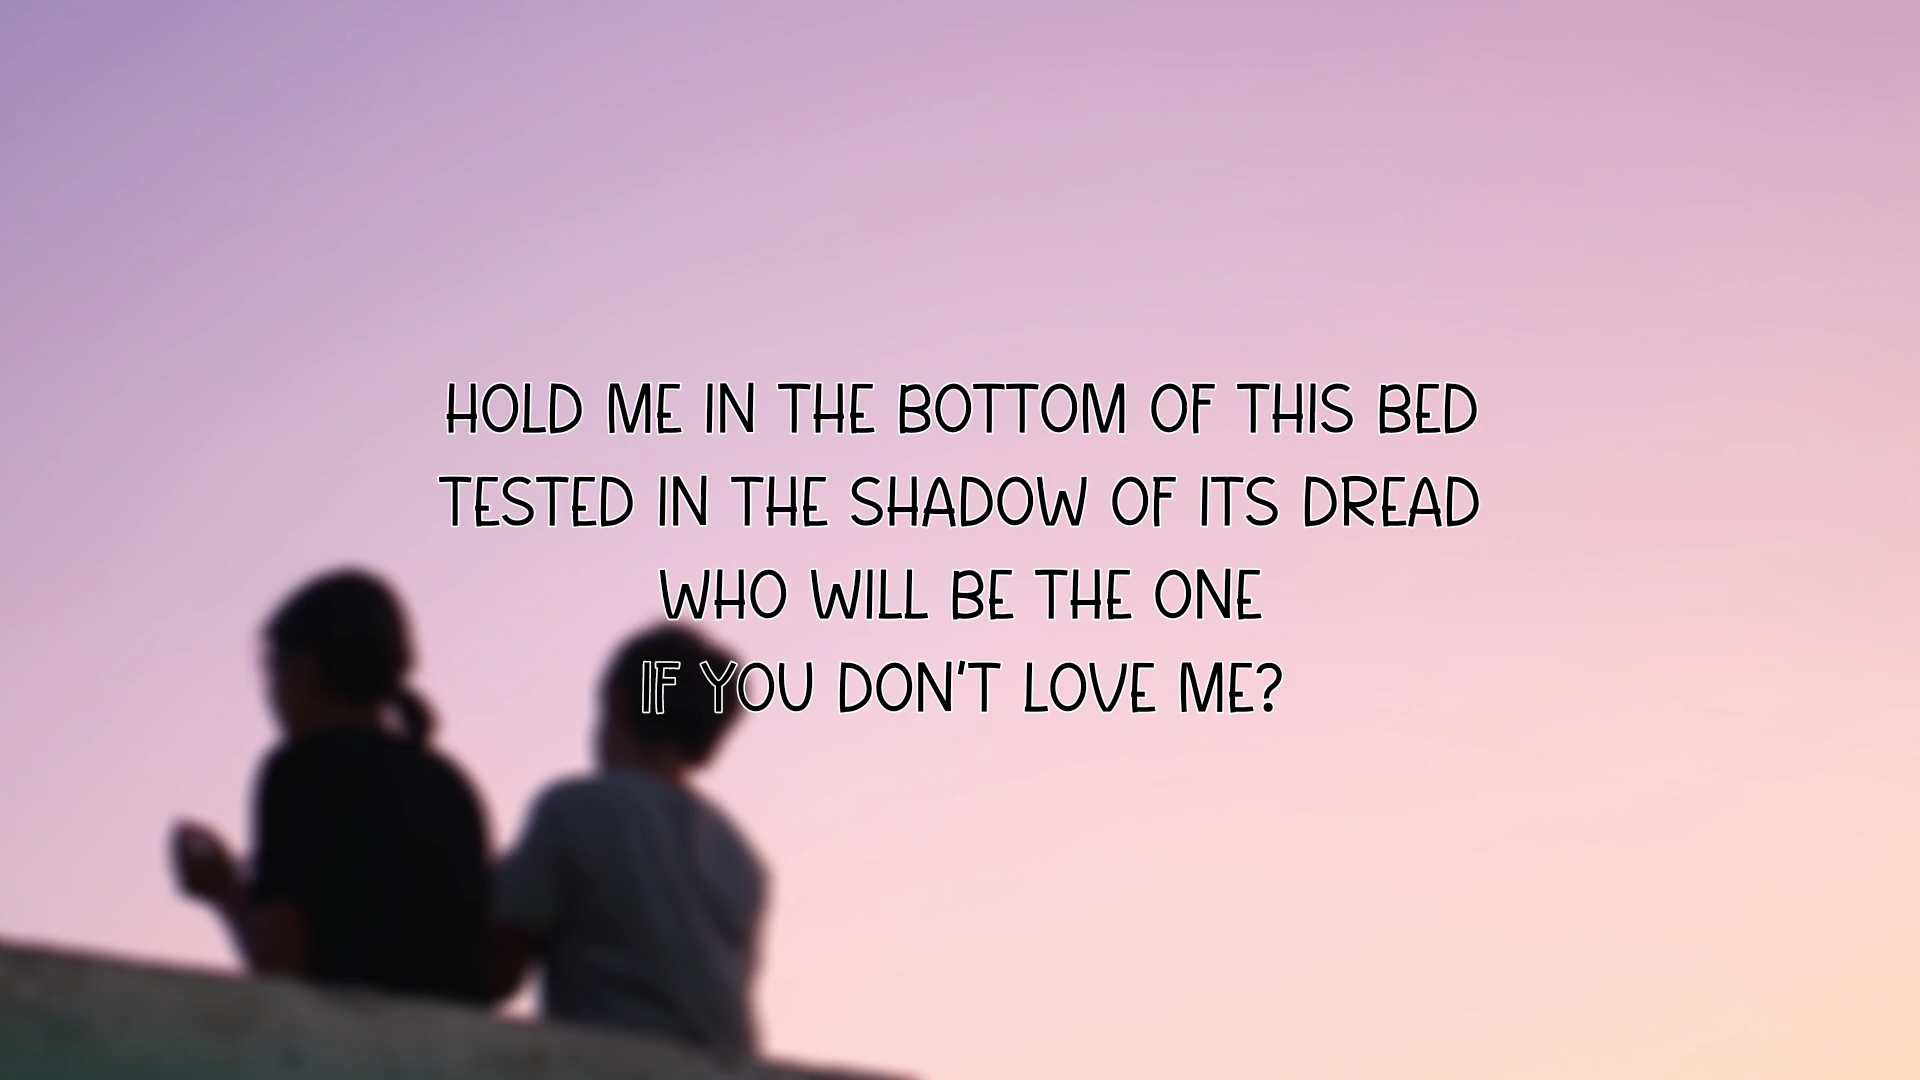 HOLD ME IN THE BOTTOM OF THIS BED
TESTED IN THE SHADOW OF ITS DREAD
WHO WILL BE THE ONE
IF YOU DON'T LOVE ME?